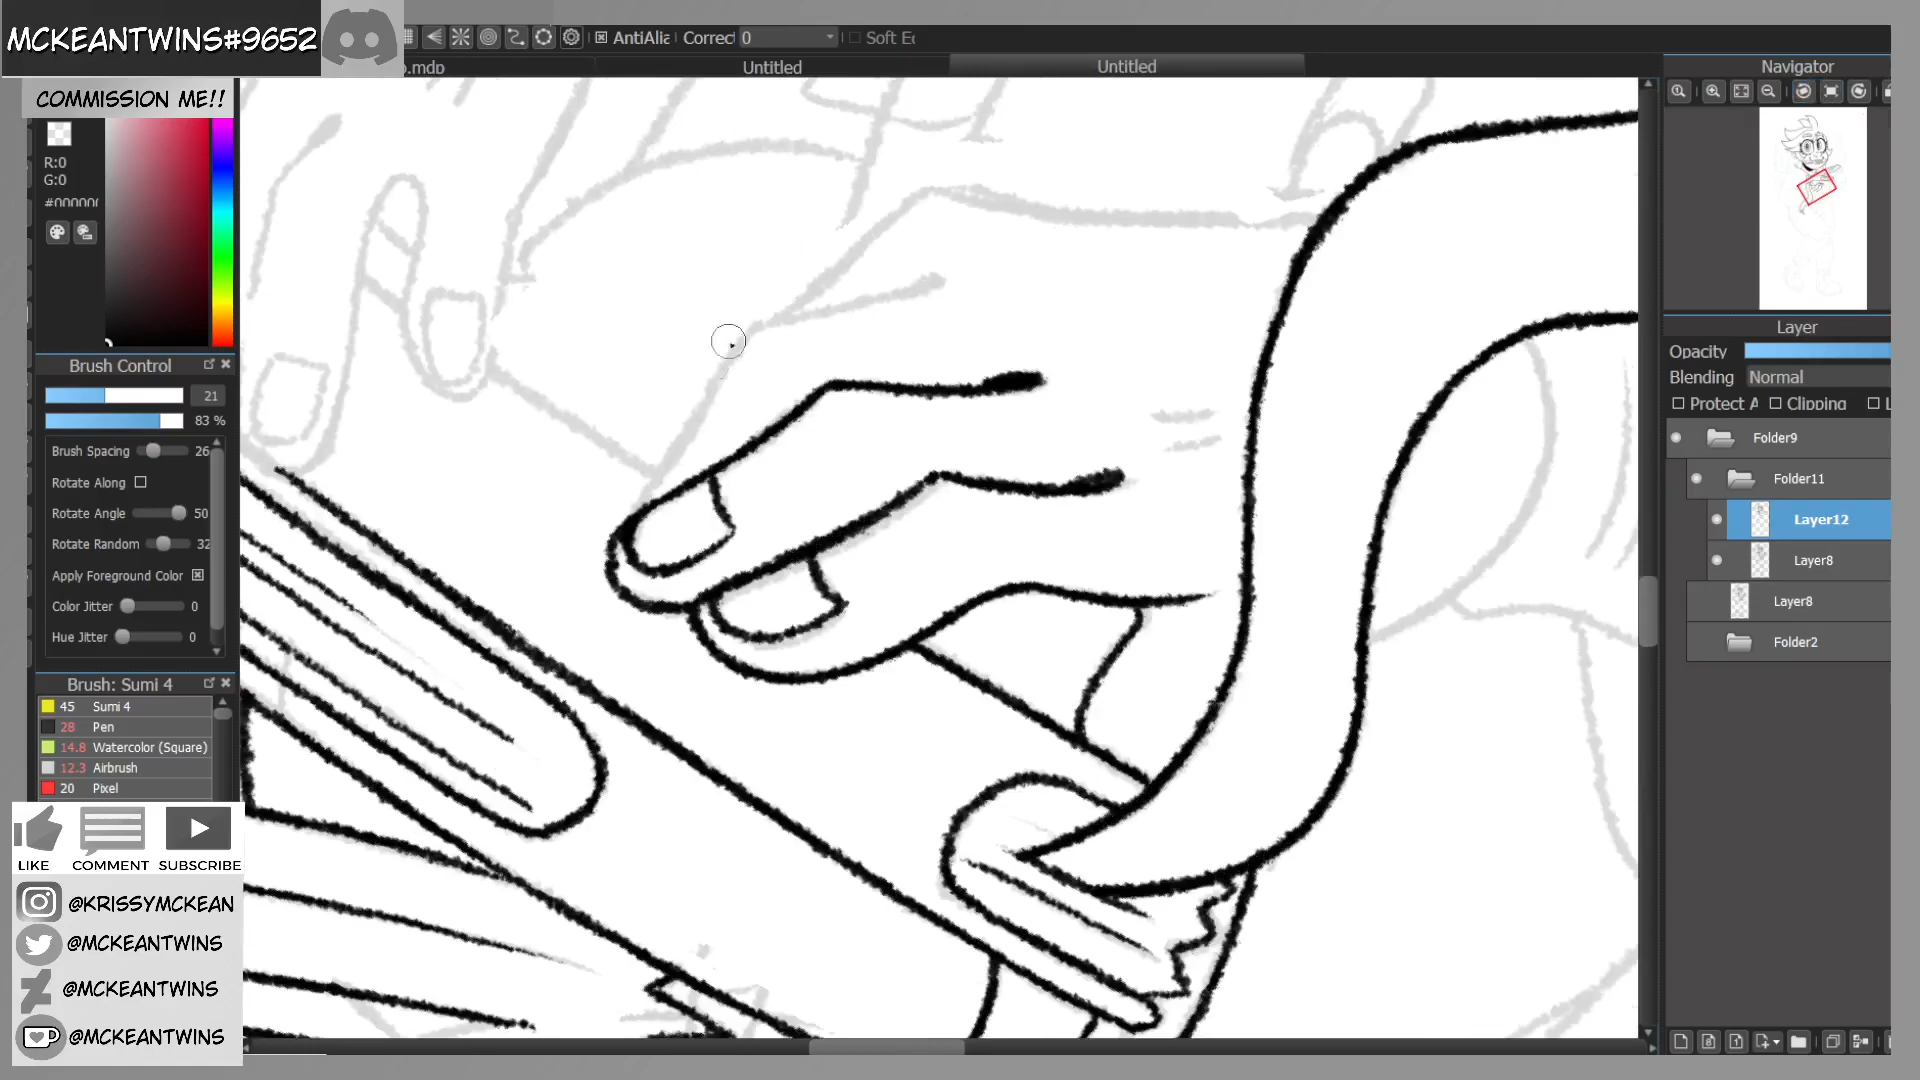 MCKEANTWINS#9652
COMMISSION ME!!
AntiAlia
Correct 0
Soft Ec
.mdp
Untitled
Untitled
Navigator
R:0
G:0
#000000
Brush Control
21
83 %
Brush Spacing 26
Rotate Along
Rotate Angle 50
Rotate Random 32
Apply Foreground Color
Color Jitter 0
Hue Jitter 0
Brush: Sumi 4
45 Sumi 4
28 Pen
14.8 Watercolor (Square)
12.3 Airbrush
20 Pixel
LIKE COMMENT SUBSCRIBE
@KRISSYMCKEAN
@MCKEANTWINS
@MCKEANTWINS
@MCKEANTWINS
Layer
Opacity
Blending Normal
Protect A Clipping L
Folder9
Folder11
Layer12
Layer8
Layer8
Folder2